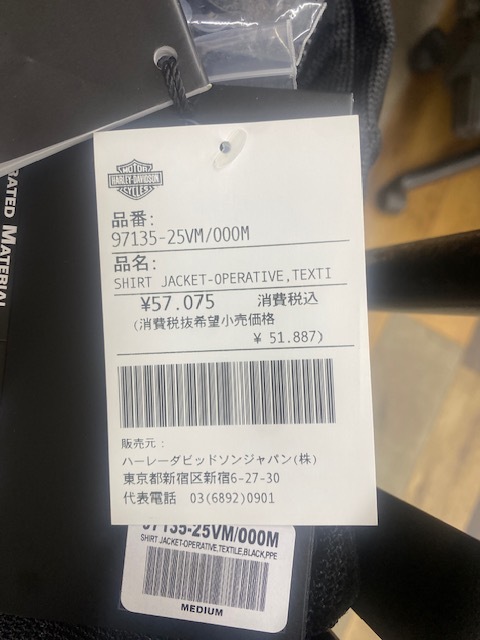 RATED MATERIAL
MOTOR
HARLEY-DAVIDSON
CYCLES
品番:
97135-25VM/000M
品名:
SHIRT JACKET-OPERATIVE,TEXTI
¥57.075 消費税込
(消費税抜希望小売価格
¥ 51.887)
販売元:
ハーレーダビッドソンジャパン(株)
東京都新宿区新宿6-27-30
代表電話 03(6892)0901
97135-25VM/000M
SHIRT JACKET-OPERATIVE,TEXTILE,BLACK,PPE
MEDIUM